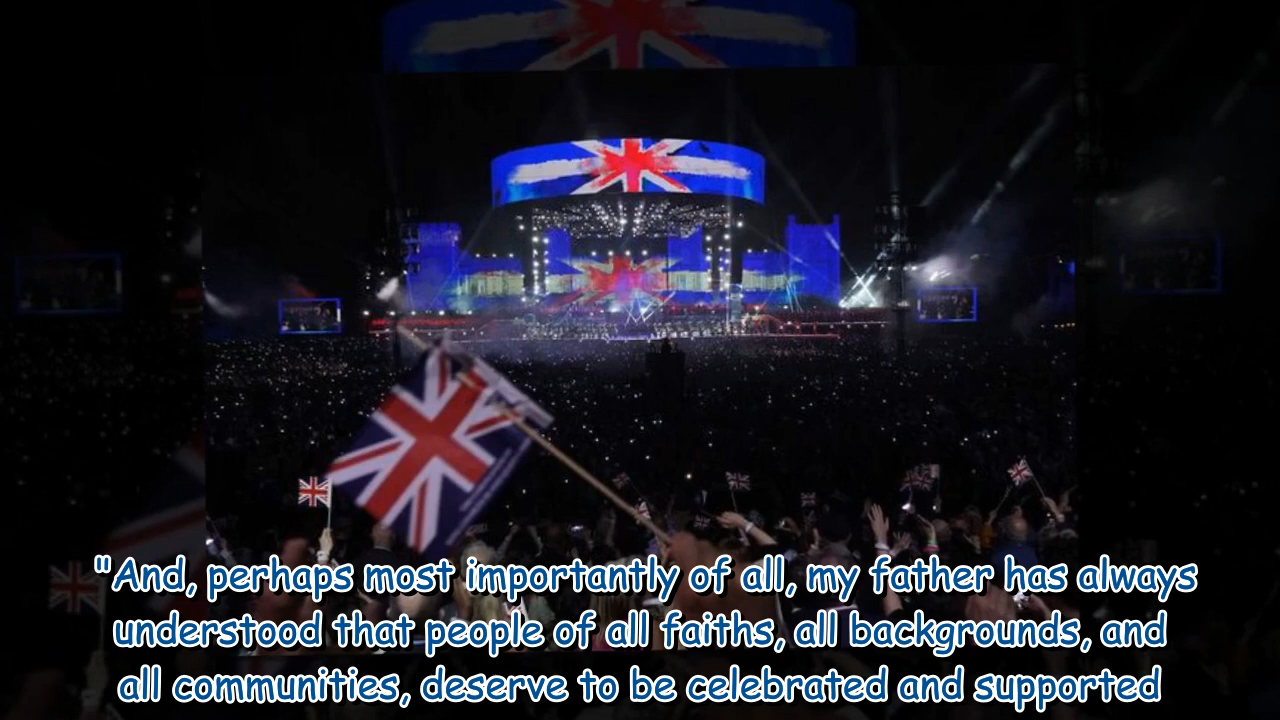 "And, perhaps most importantly of all, my father has always
understood that people of all faiths, all backgrounds, and
all communities, deserve to be celebrated and supported